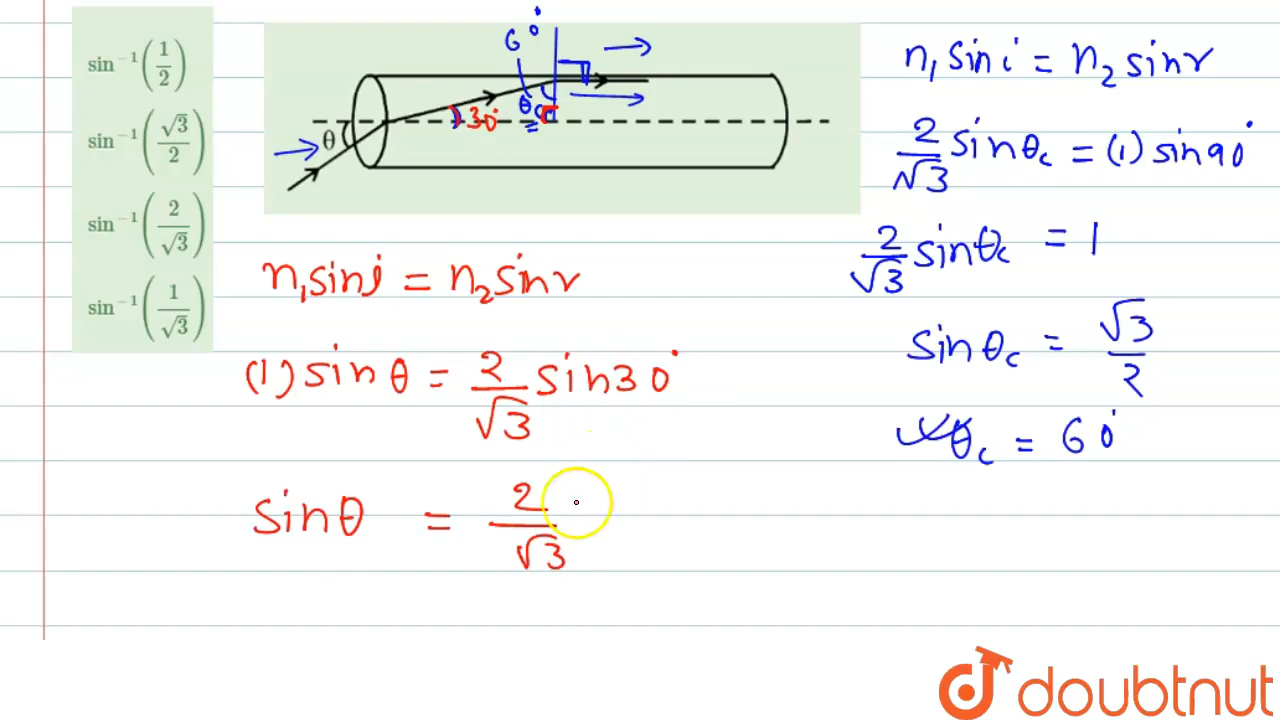 sin⁻¹(1/2)
sin⁻¹(√3/2)
sin⁻¹(2/√3)
sin⁻¹(1/√3)
60°
θc
30°
θ
n₁ sin i = n₂ sin r
(1) sin θ = 2/√3 sin 30°
sin θ = 2/√3
n₁ sin i = n₂ sin r
2/√3 sin θc = (1) sin 90°
2/√3 sin θc = 1
sin θc = √3/2
θc = 60°
doubtnut